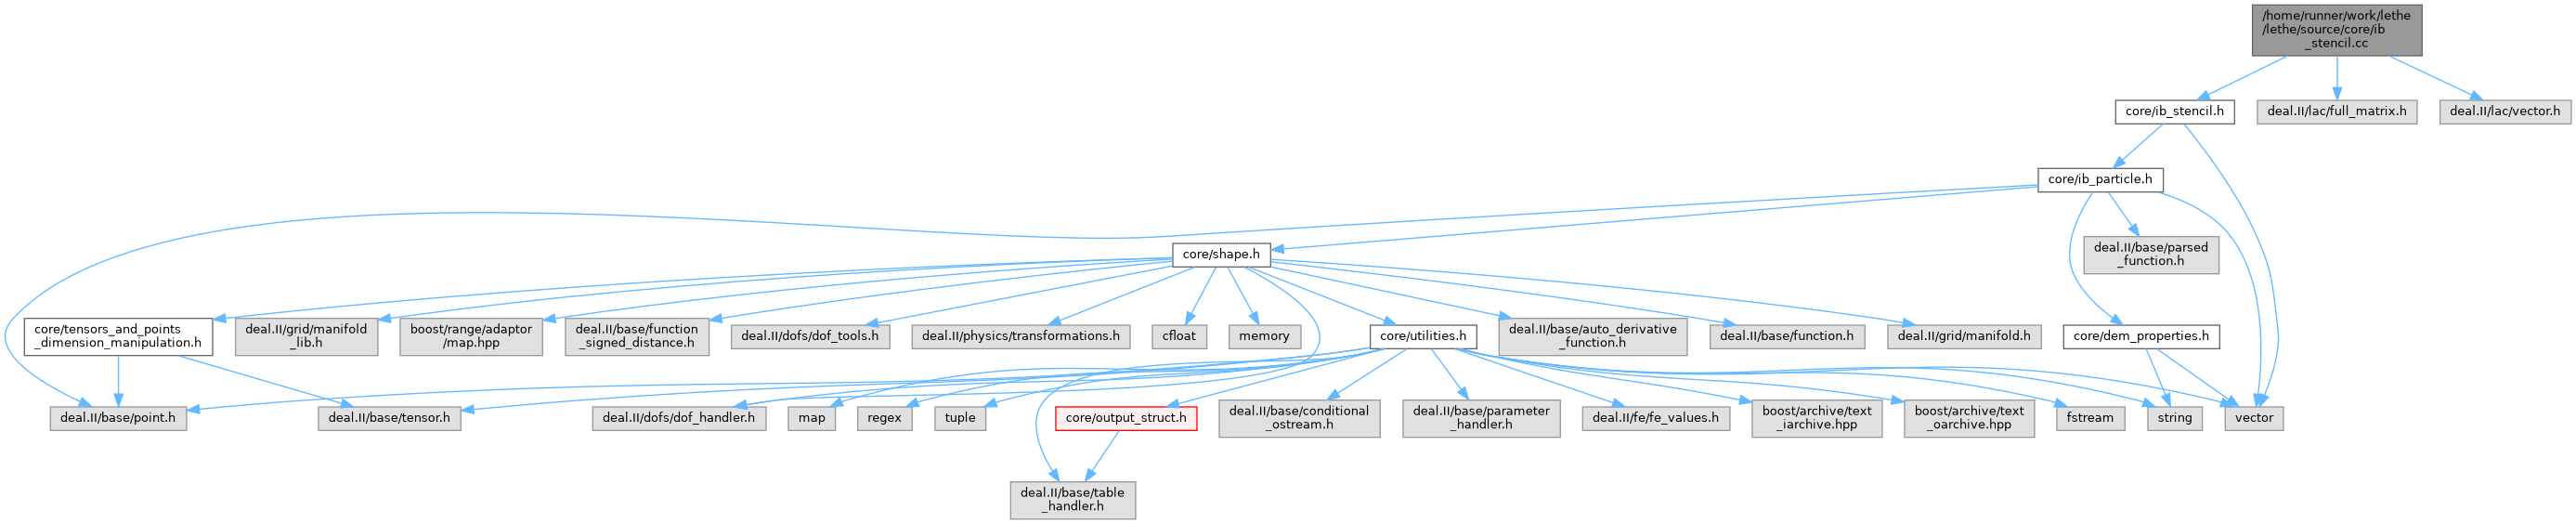 /home/runner/work/lethe
/lethe/source/core/ib
_stencil.cc
core/ib_stencil.h
deal.II/lac/full_matrix.h
deal.II/lac/vector.h
core/ib_particle.h
core/shape.h
deal.II/base/parsed
_function.h
core/tensors_and_points
_dimension_manipulation.h
deal.II/grid/manifold
_lib.h
boost/range/adaptor
/map.hpp
deal.II/base/function
_signed_distance.h
deal.II/dofs/dof_tools.h
deal.II/physics/transformations.h
cfloat
memory
core/utilities.h
deal.II/base/auto_derivative
_function.h
deal.II/base/function.h
deal.II/grid/manifold.h
core/dem_properties.h
deal.II/base/point.h
deal.II/base/tensor.h
deal.II/dofs/dof_handler.h
map
regex
tuple
core/output_struct.h
deal.II/base/conditional
_ostream.h
deal.II/base/parameter
_handler.h
deal.II/fe/fe_values.h
boost/archive/text
_iarchive.hpp
boost/archive/text
_oarchive.hpp
fstream
string
vector
deal.II/base/table
_handler.h